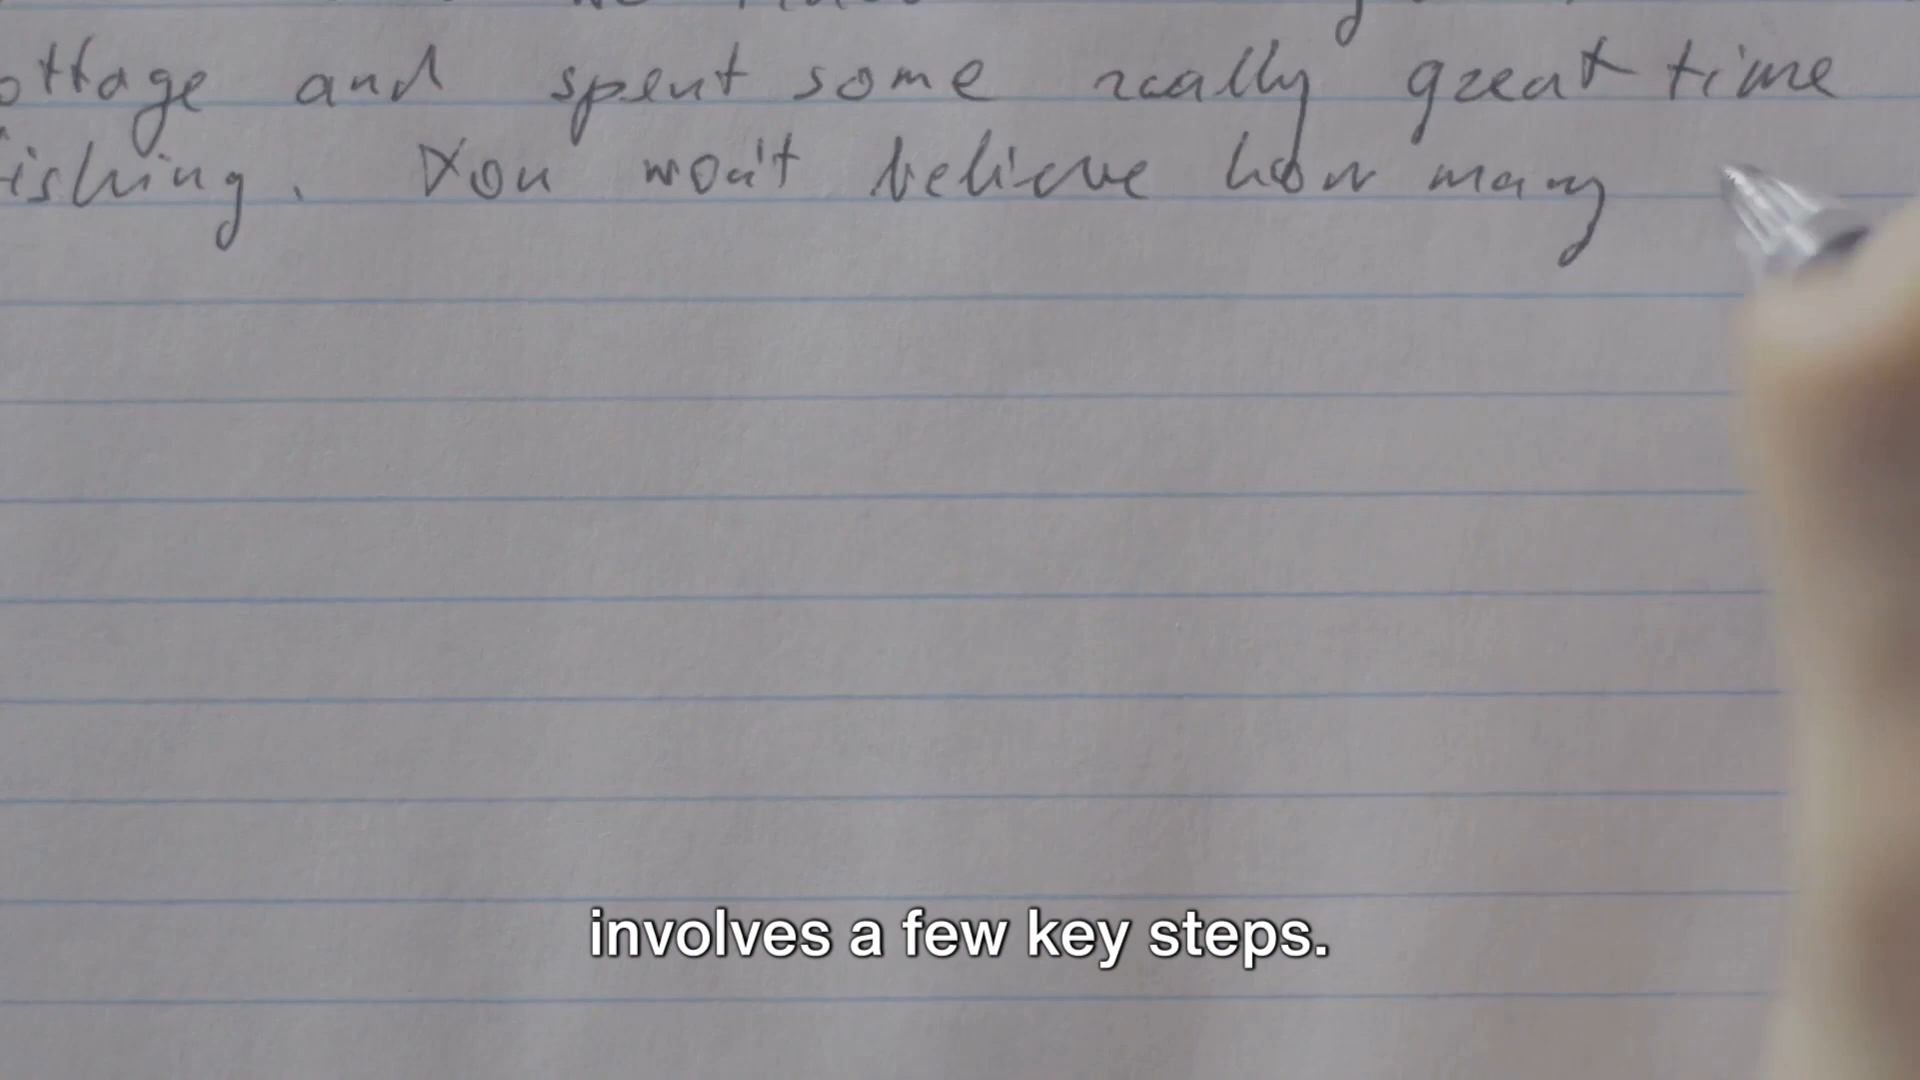 ottage and spent some really great time
ishing. You won't believe how many
involves a few key steps.